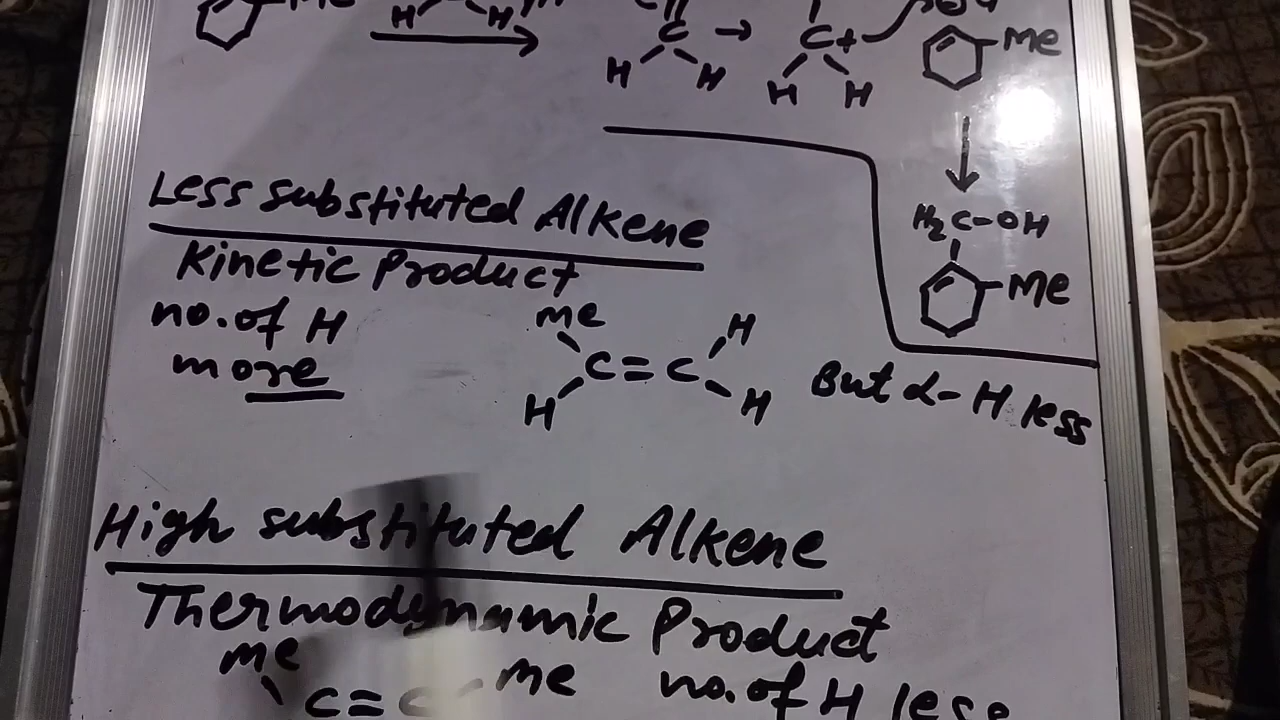 Me
H H
C → C+ Me
H H H H
↓
H2C-OH
Me
Less substituted Alkene
Kinetic Product
no. of H
more
Me H
C=C
H H
But α-H less
High substituted Alkene
Thermodynamic Product
Me C=C Me
no. of H less